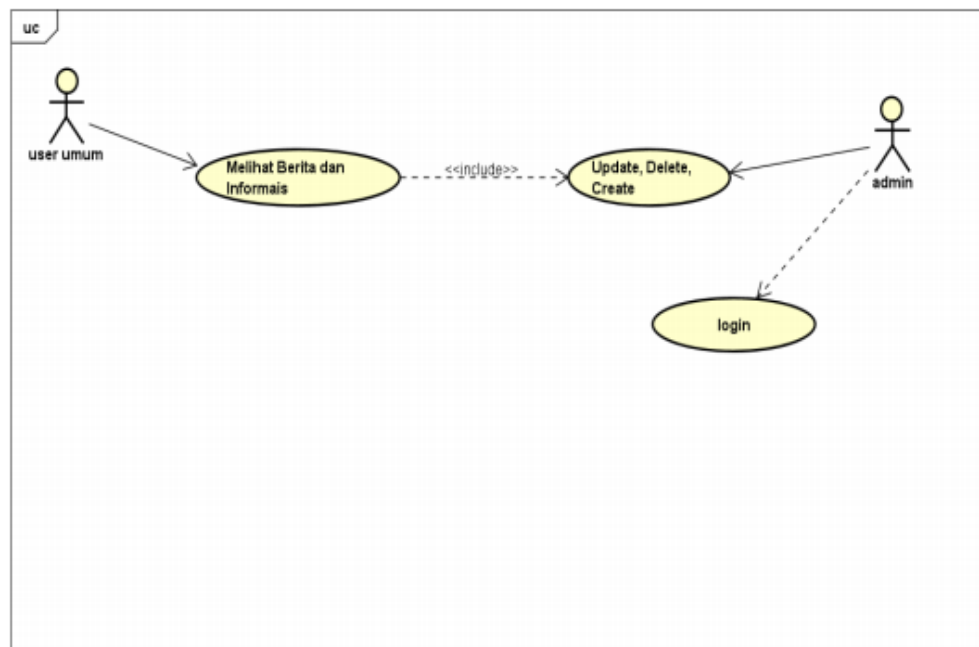 uc
user umum
Melihat Berita dan
Informais
<<include>>
Update, Delete,
Create
admin
login